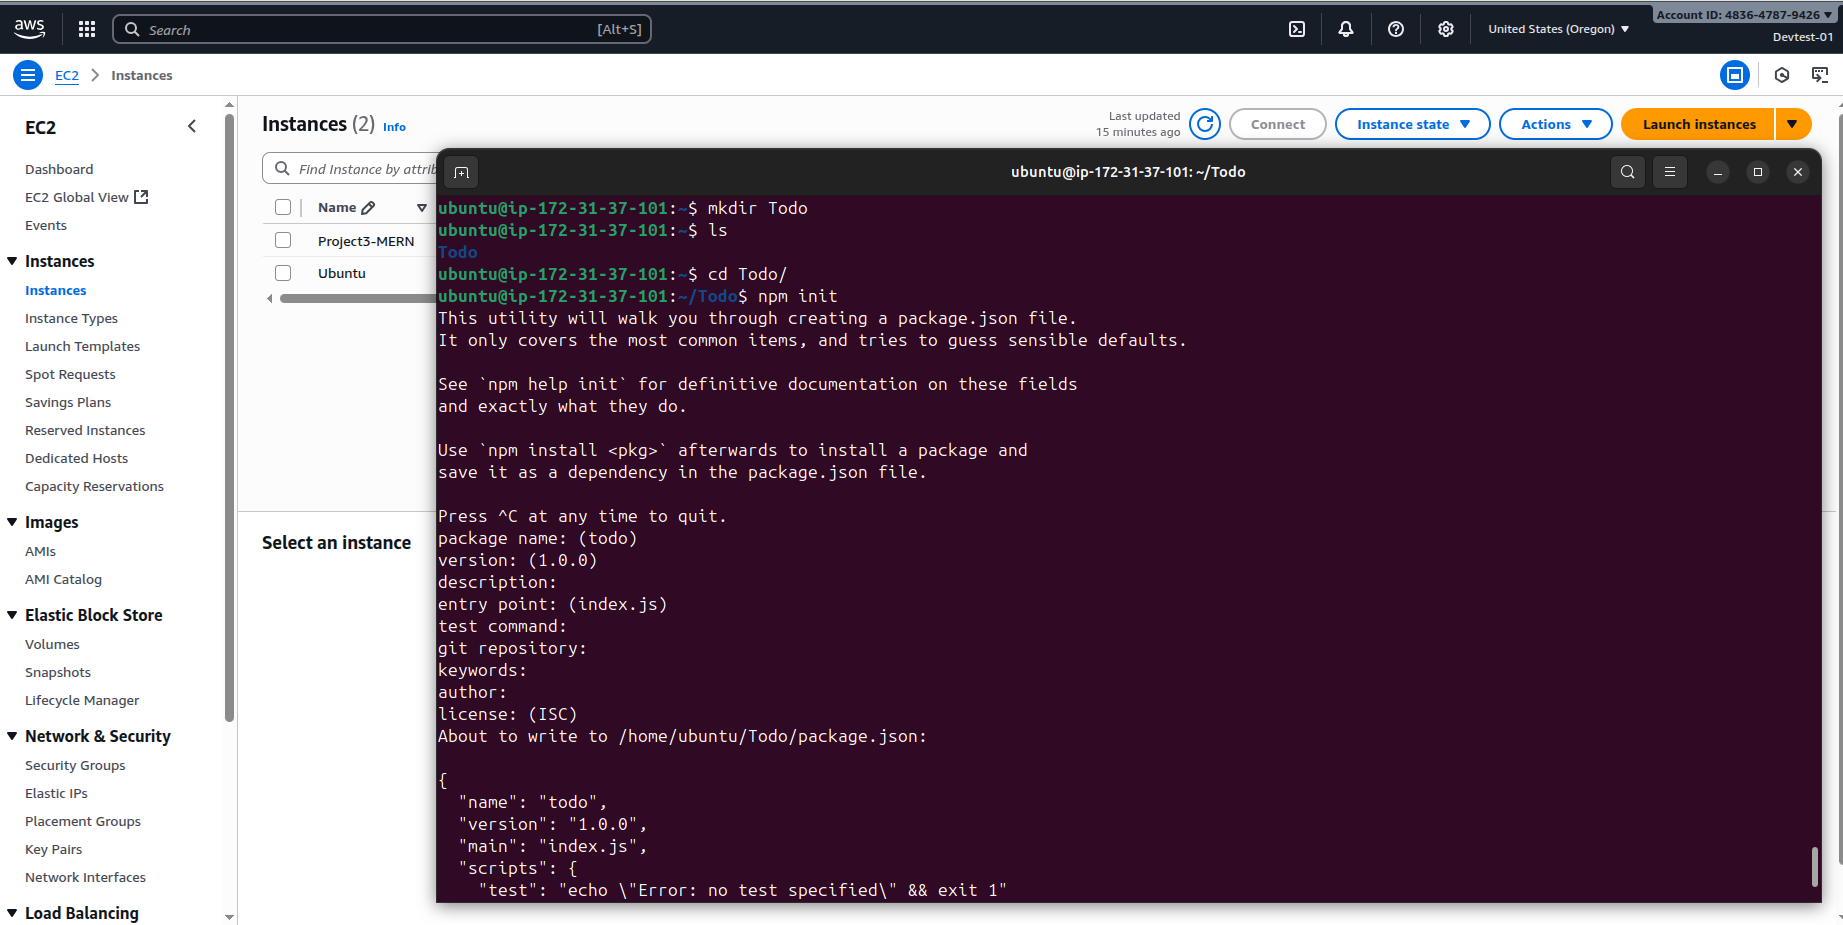 aws
Search
[Alt+S]
United States (Oregon)
Account ID: 4836-4787-9426
Devtest-01
EC2
Instances
EC2
Dashboard
EC2 Global View
Events
Instances
Instances
Instance Types
Launch Templates
Spot Requests
Savings Plans
Reserved Instances
Dedicated Hosts
Capacity Reservations
Images
AMIs
AMI Catalog
Elastic Block Store
Volumes
Snapshots
Lifecycle Manager
Network & Security
Security Groups
Elastic IPs
Placement Groups
Key Pairs
Network Interfaces
Load Balancing
Instances (2) Info
Last updated
15 minutes ago
Connect
Instance state
Actions
Launch instances
Find Instance by attrib
Name
Project3-MERN
Ubuntu
Select an instance
ubuntu@ip-172-31-37-101: ~/Todo
ubuntu@ip-172-31-37-101:~$ mkdir Todo
ubuntu@ip-172-31-37-101:~$ ls
Todo
ubuntu@ip-172-31-37-101:~$ cd Todo/
ubuntu@ip-172-31-37-101:~/Todo$ npm init
This utility will walk you through creating a package.json file.
It only covers the most common items, and tries to guess sensible defaults.
See `npm help init` for definitive documentation on these fields
and exactly what they do.
Use `npm install <pkg>` afterwards to install a package and
save it as a dependency in the package.json file.
Press ^C at any time to quit.
package name: (todo)
version: (1.0.0)
description:
entry point: (index.js)
test command:
git repository:
keywords:
author:
license: (ISC)
About to write to /home/ubuntu/Todo/package.json:
{
"name": "todo",
"version": "1.0.0",
"main": "index.js",
"scripts": {
"test": "echo \"Error: no test specified\" && exit 1"